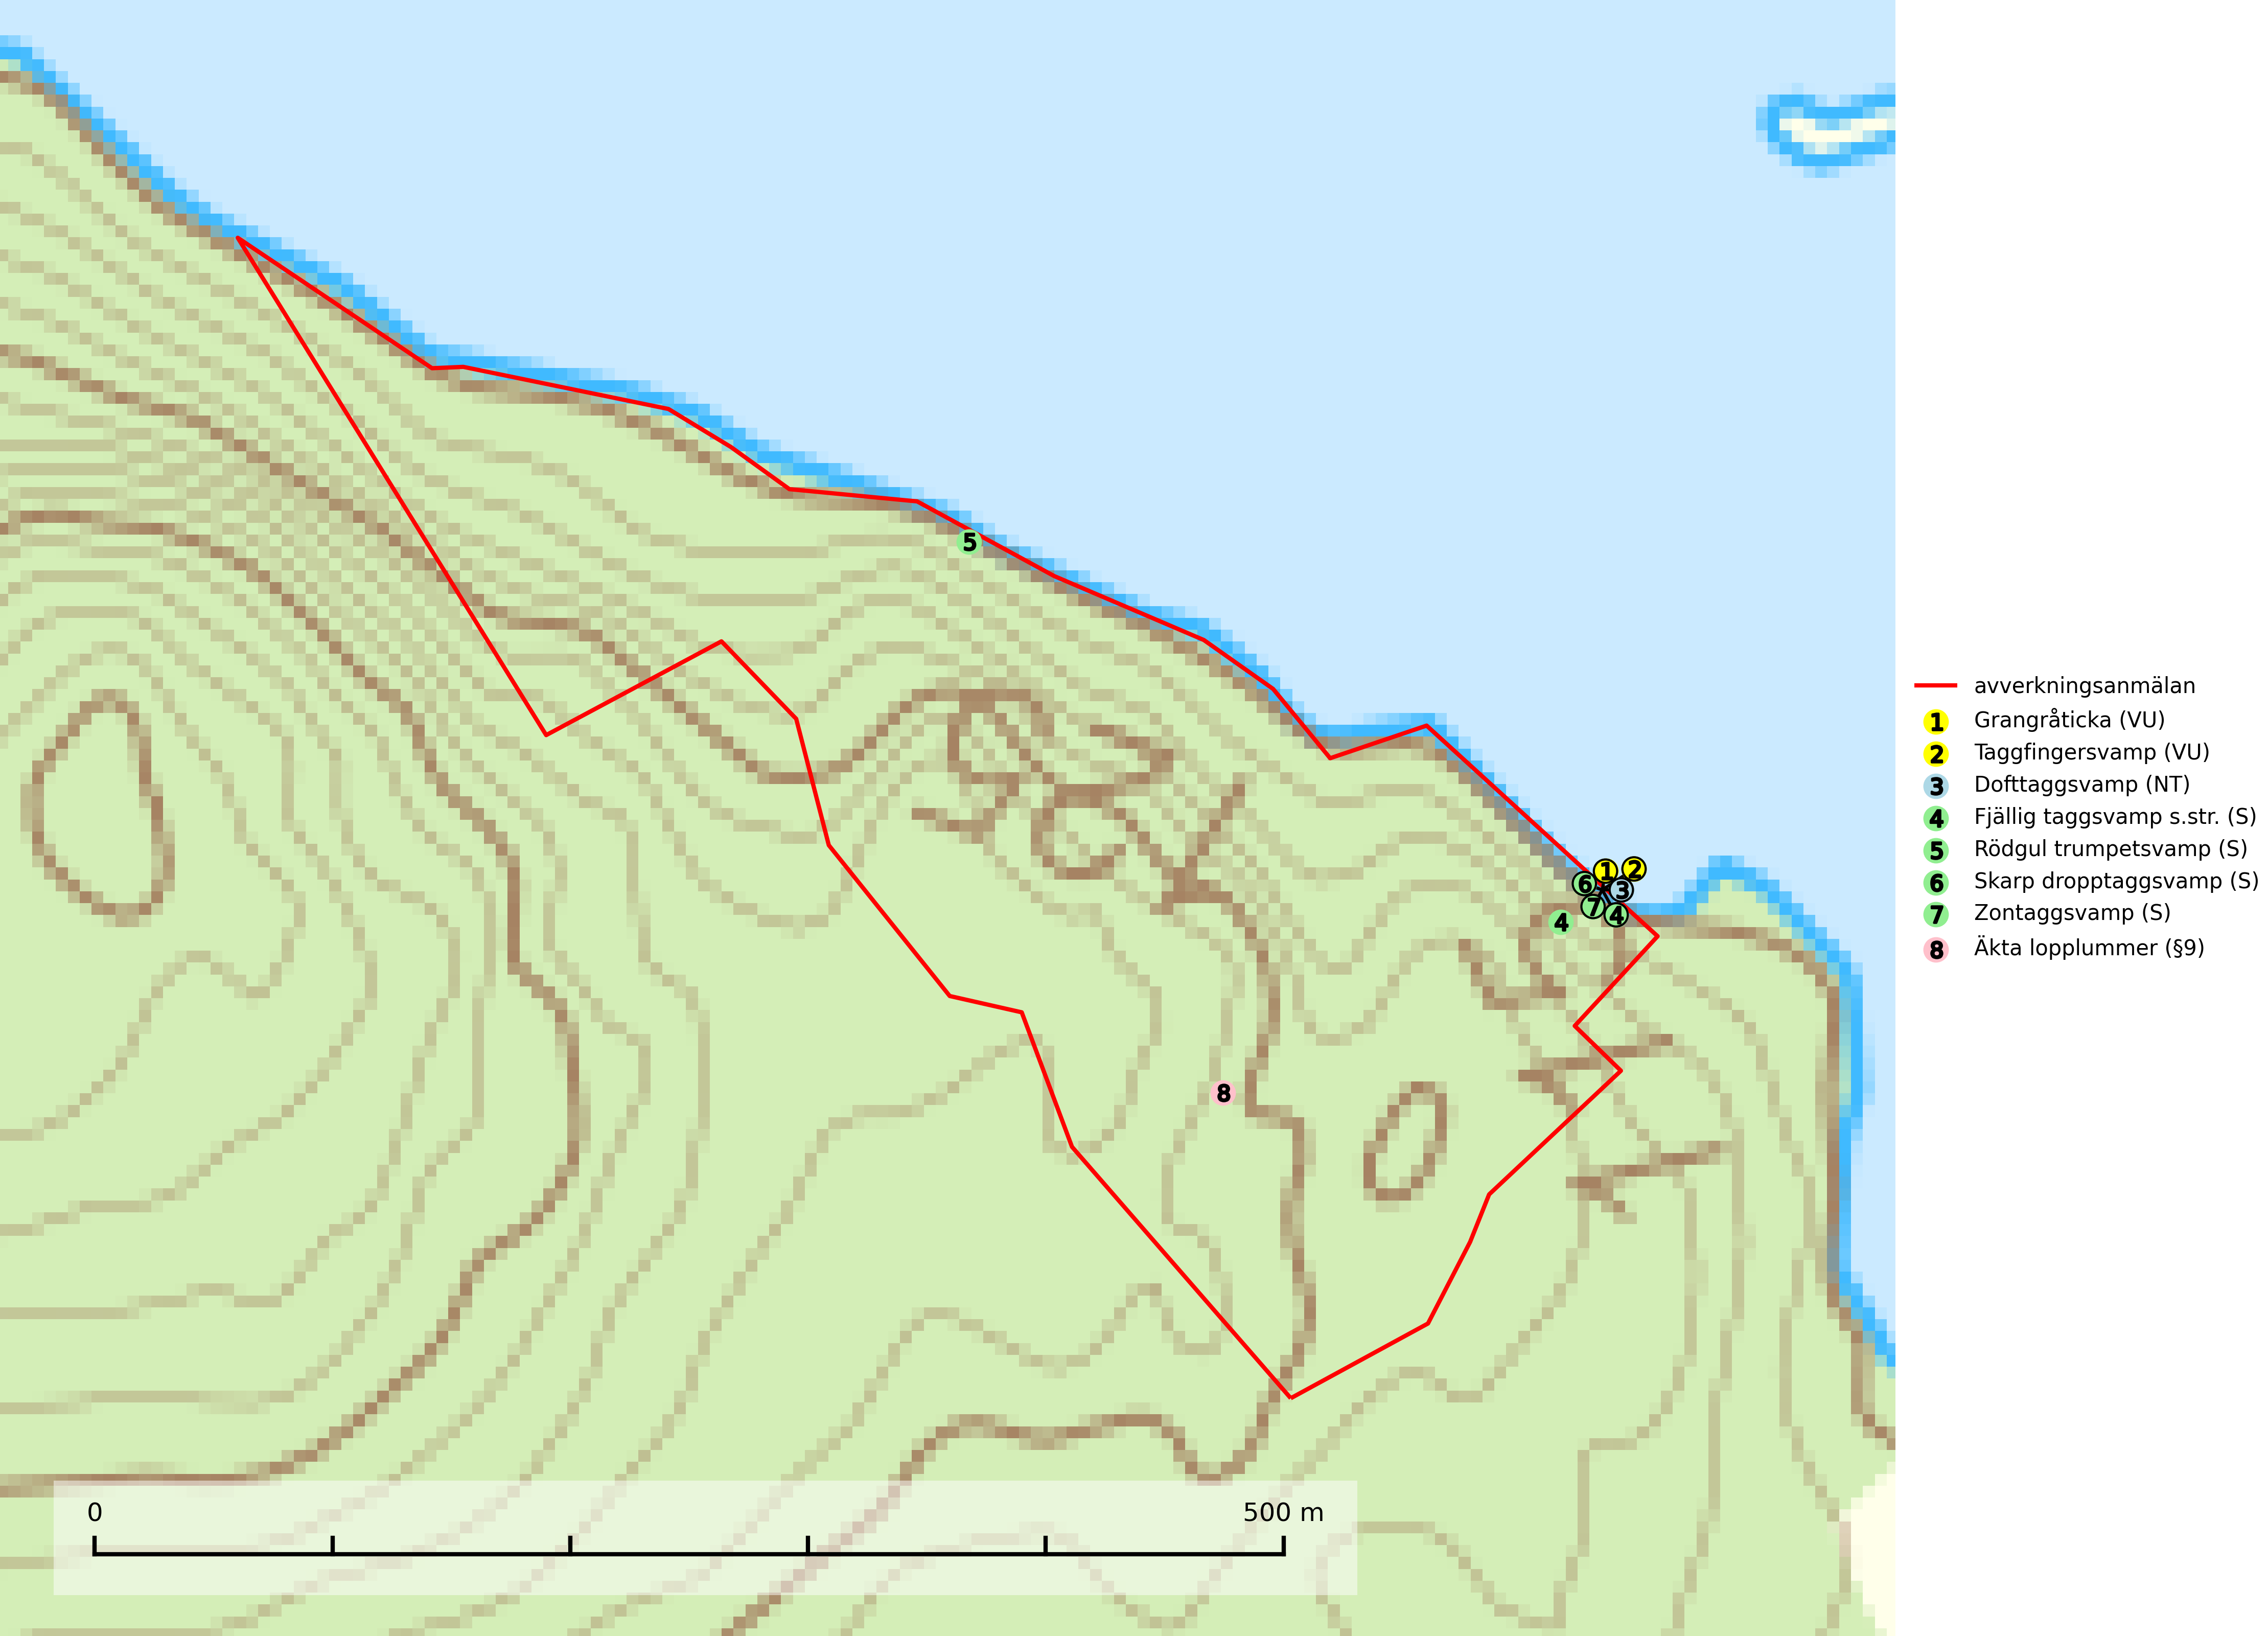 5
1 2
6 3
7 4
4
8
avverkningsanmälan
1 Grangråticka (VU)
2 Taggfingersvamp (VU)
3 Dofttaggsvamp (NT)
4 Fjällig taggsvamp s.str. (S)
5 Rödgul trumpetsvamp (S)
6 Skarp dropptaggsvamp (S)
7 Zontaggsvamp (S)
8 Äkta lopplummer (§9)
0 500 m